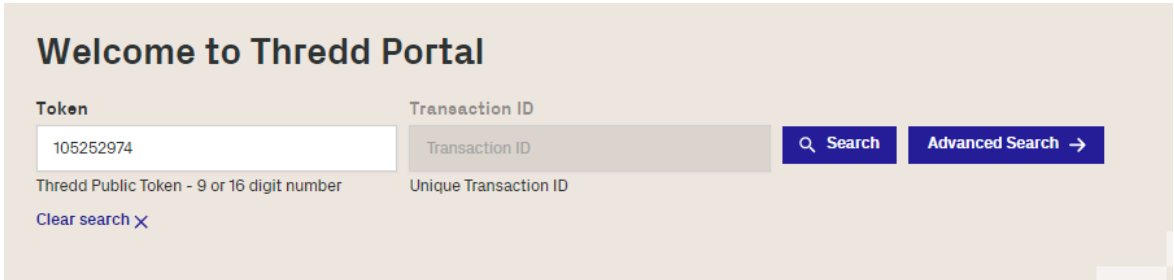 Welcome to Thredd Portal
Token Transaction ID
105252974 Transaction ID Search Advanced Search →
Thredd Public Token - 9 or 16 digit number Unique Transaction ID
Clear search ×